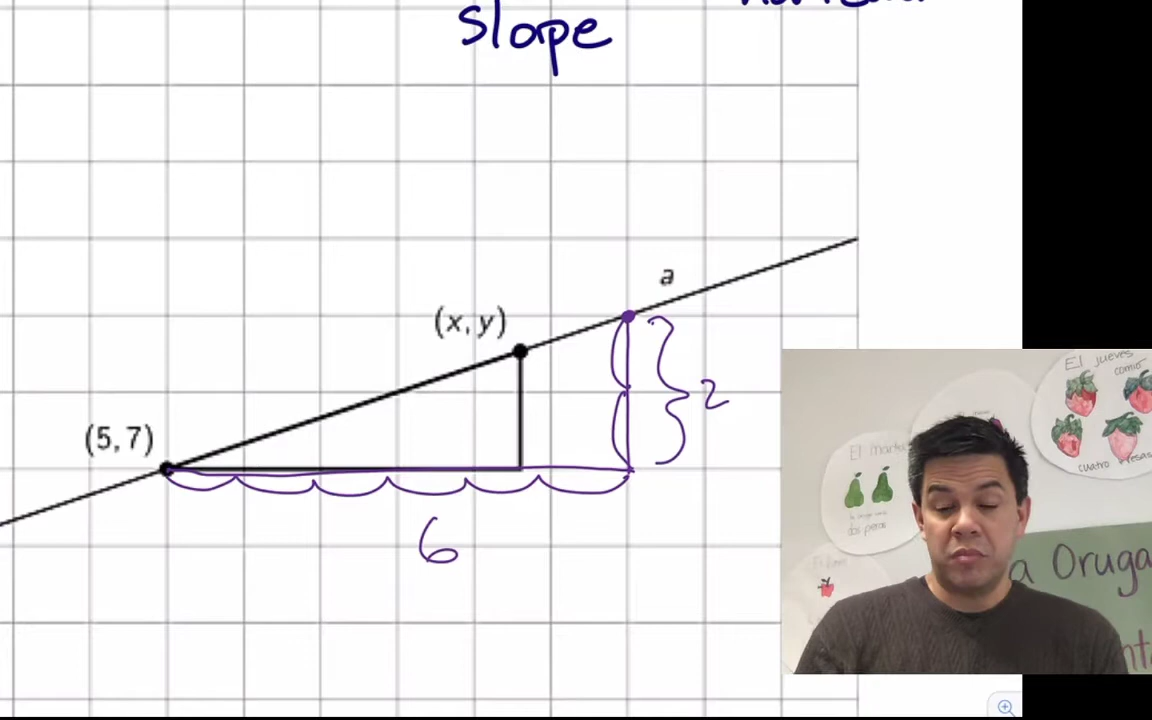 slope
a
(x, y)
2
(5, 7)
6
El jueves
comió
cuatro fresas
El martes
dos peras
a Oruga